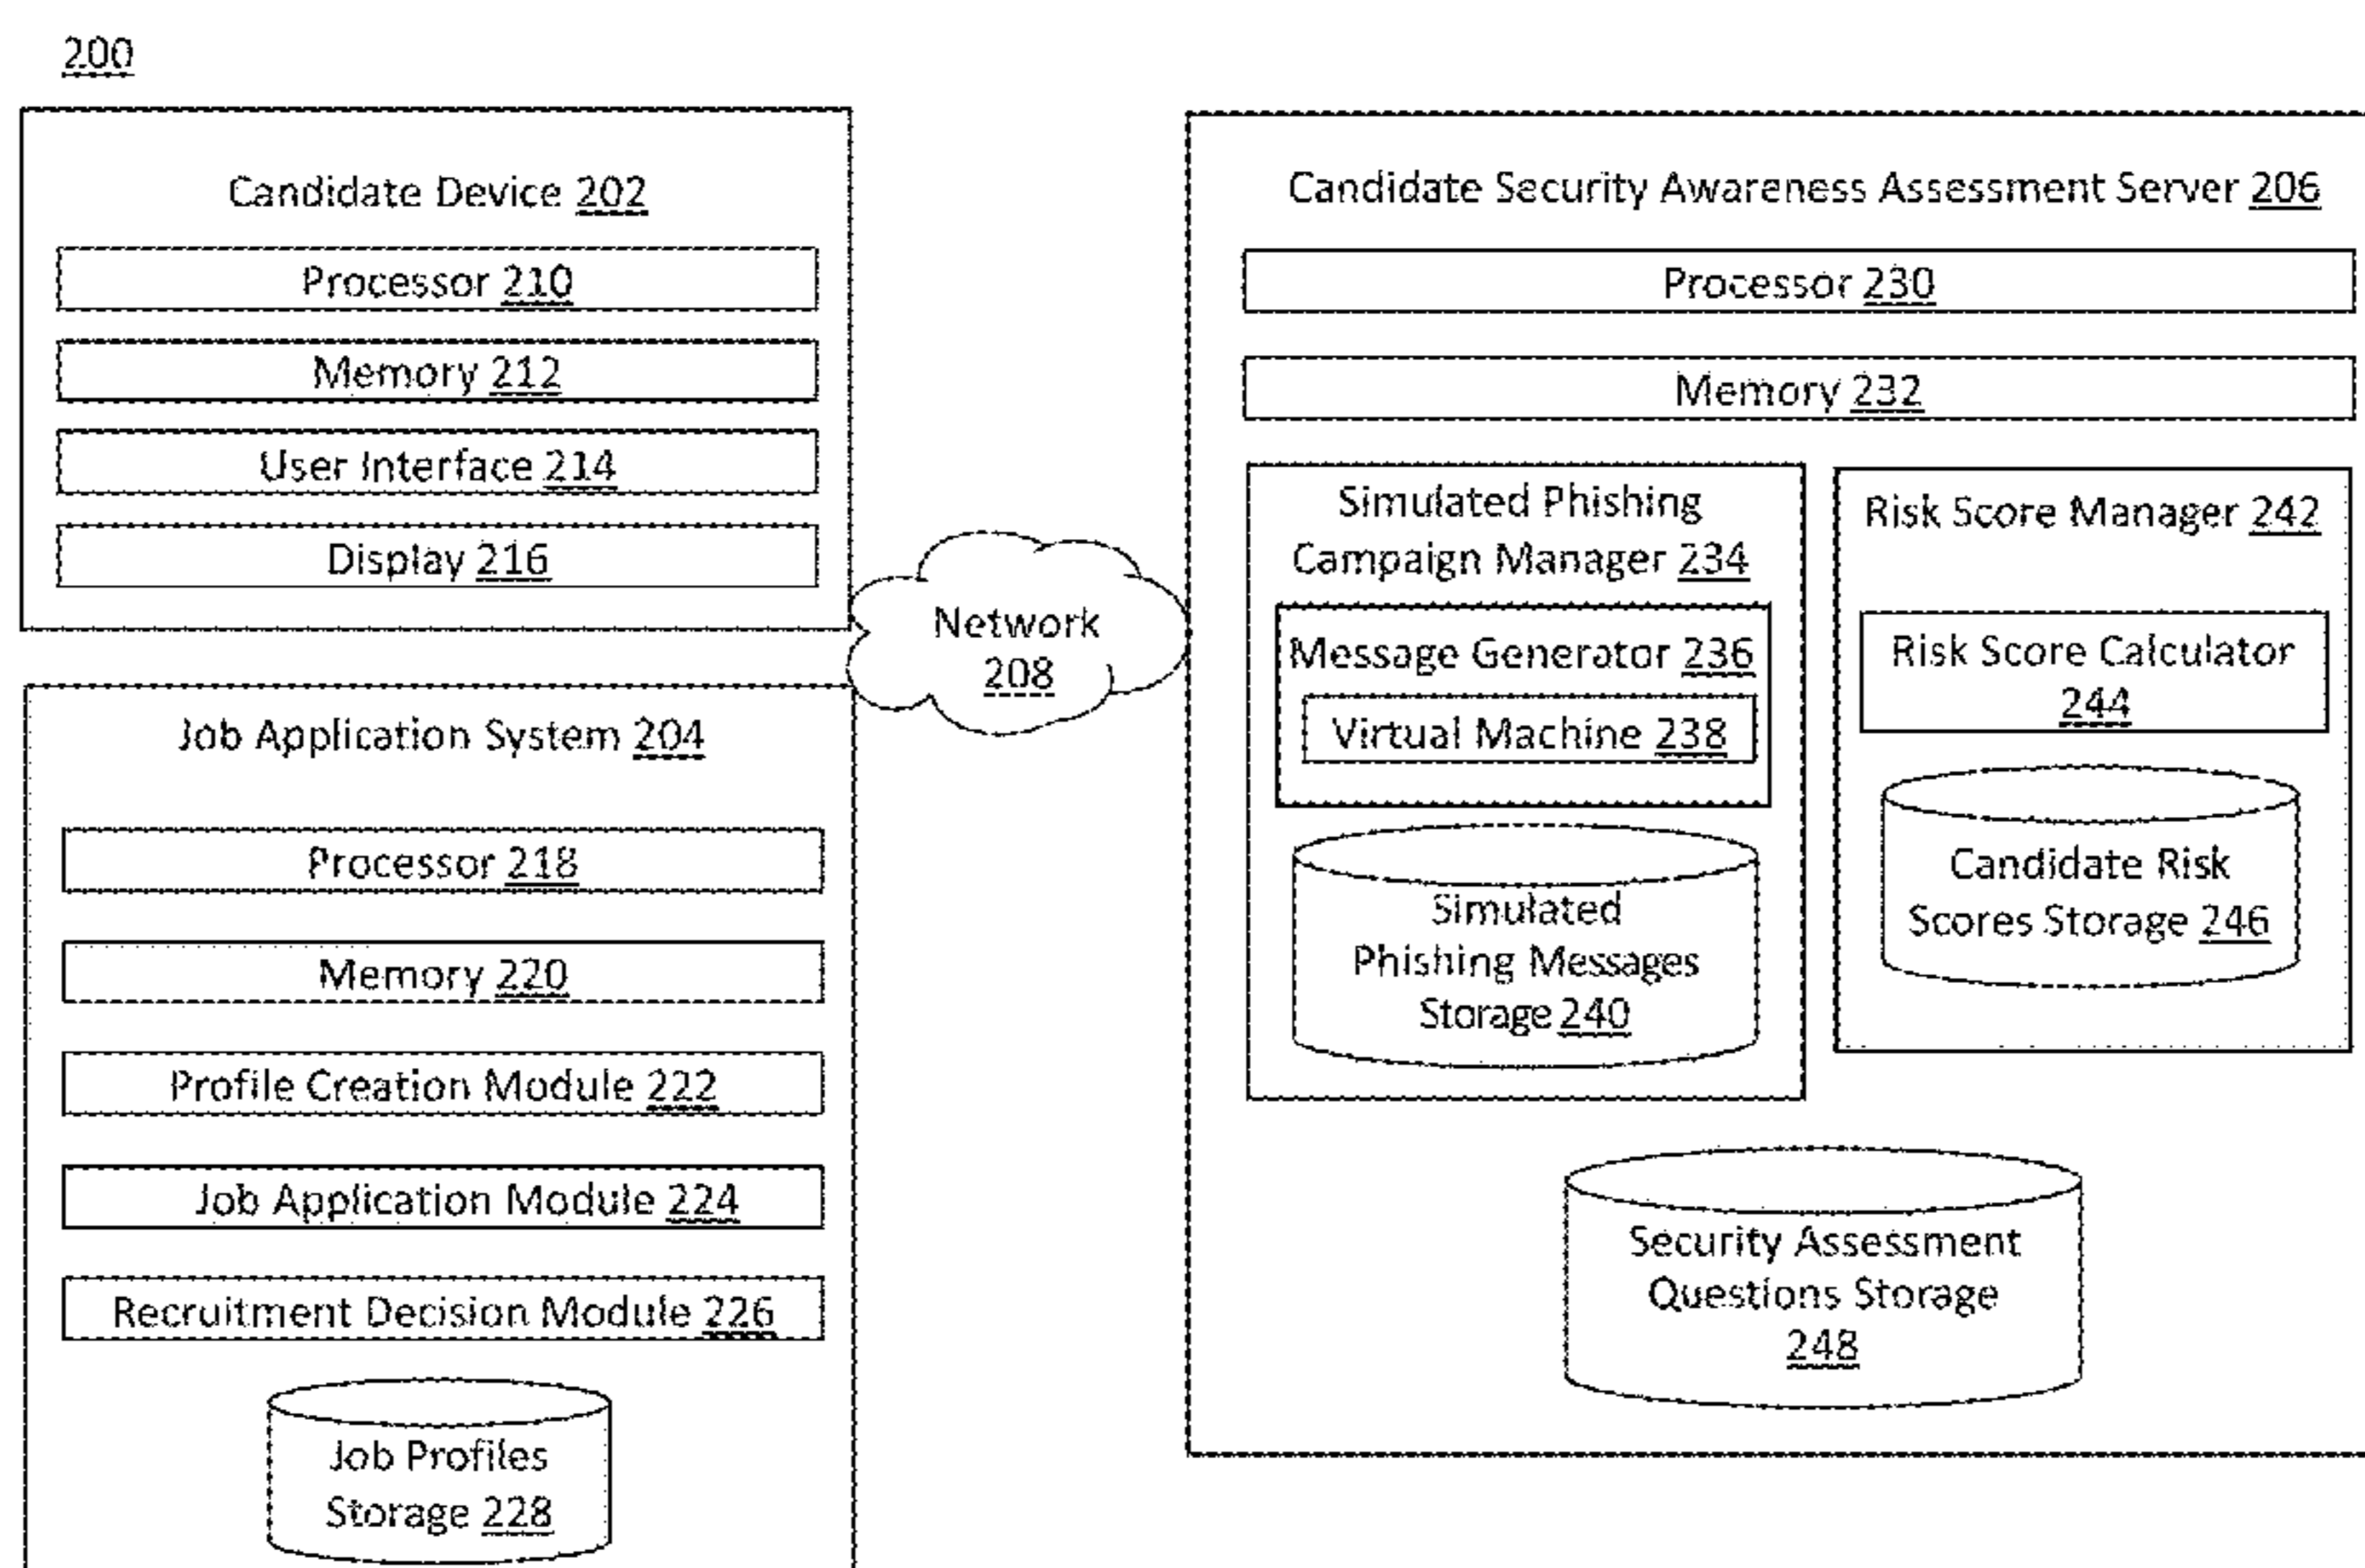 200
Candidate Device 202
Processor 210
Memory 212
User Interface 214
Display 216
Job Application System 204
Processor 218
Memory 220
Profile Creation Module 222
Job Application Module 224
Recruitment Decision Module 226
Job Profiles
Storage 228
Network
208
Candidate Security Awareness Assessment Server 206
Processor 230
Memory 232
Simulated Phishing
Campaign Manager 234
Message Generator 236
Virtual Machine 238
Simulated
Phishing Messages
Storage 240
Risk Score Manager 242
Risk Score Calculator
244
Candidate Risk
Scores Storage 246
Security Assessment
Questions Storage
248